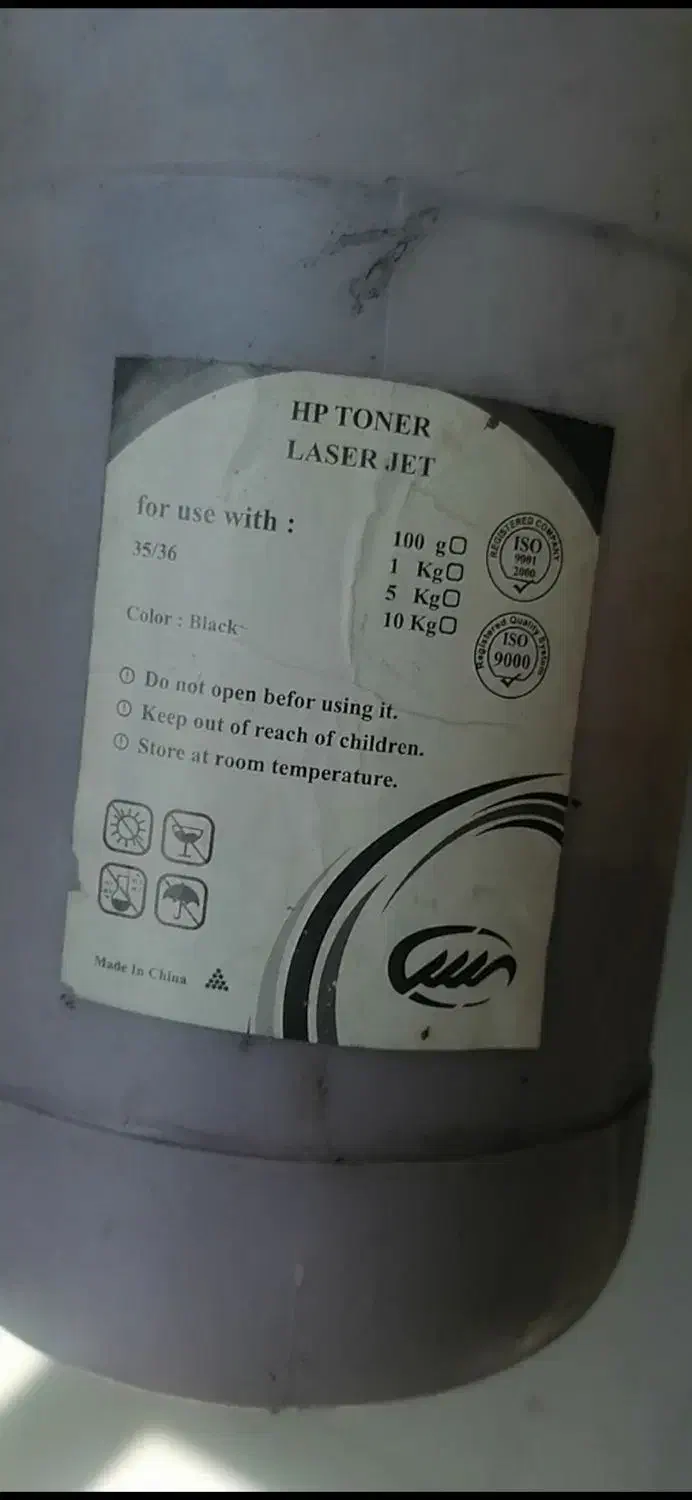 HP TONER
LASER JET
for use with :
35/36
Color : Black
100 g
1 Kg
5 Kg
10 Kg
REGISTERED COMPANY
ISO
9001
2000
Registered Quality System
ISO
9000
Do not open befor using it.
Keep out of reach of children.
Store at room temperature.
Made In China